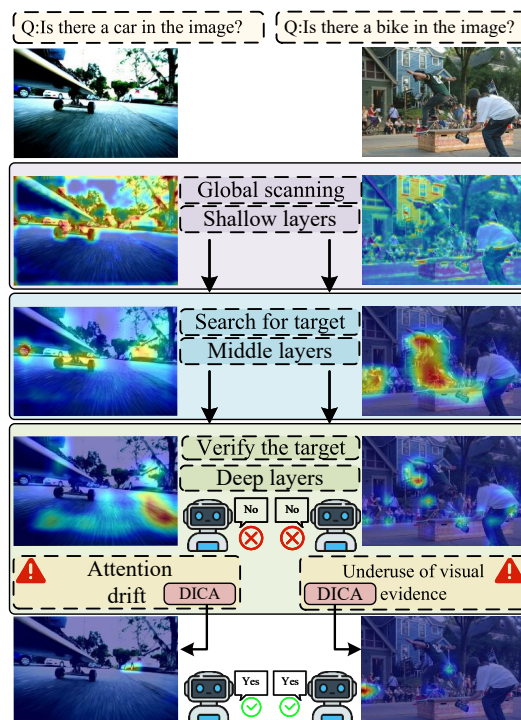 Q:Is there a car in the image?
Q:Is there a bike in the image?
Global scanning
Shallow layers
Search for target
Middle layers
Verify the target
Deep layers
No
No
Attention
drift
DICA
Underuse of visual
evidence
DICA
Yes
Yes